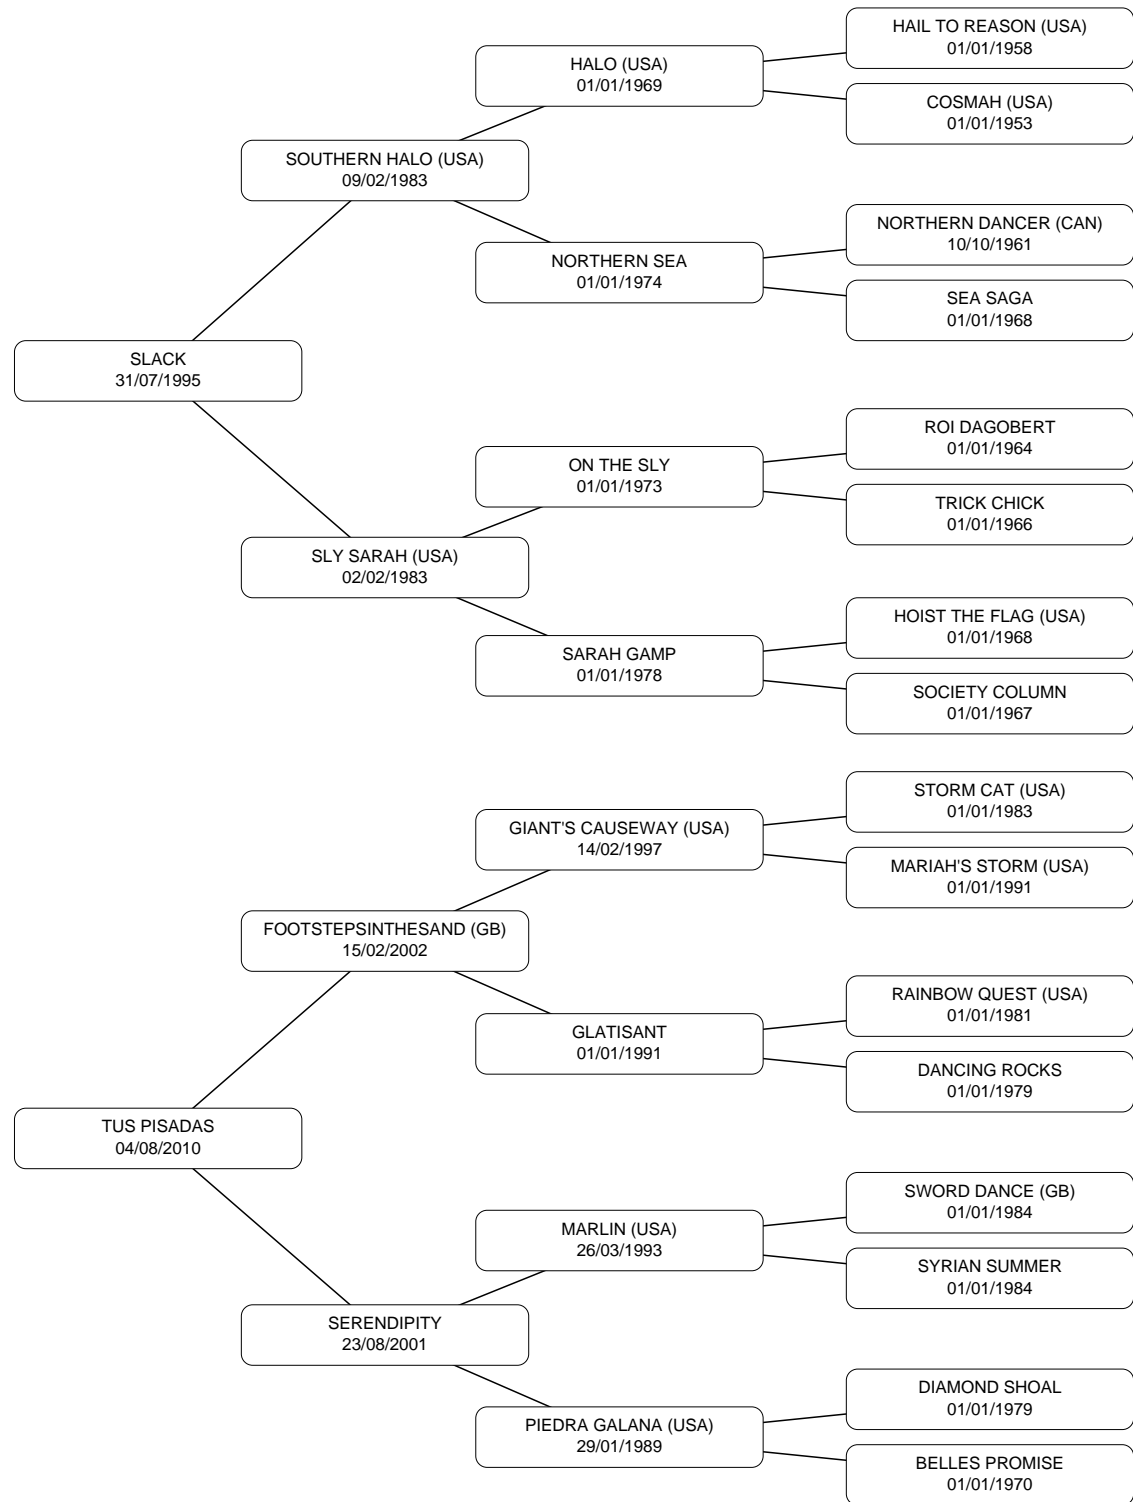 HAIL TO REASON (USA)
01/01/1958
HALO (USA)
01/01/1969
COSMAH (USA)
01/01/1953
SOUTHERN HALO (USA)
09/02/1983
NORTHERN DANCER (CAN)
10/10/1961
NORTHERN SEA
01/01/1974
SEA SAGA
01/01/1968
SLACK
31/07/1995
ROI DAGOBERT
01/01/1964
ON THE SLY
01/01/1973
TRICK CHICK
01/01/1966
SLY SARAH (USA)
02/02/1983
HOIST THE FLAG (USA)
01/01/1968
SARAH GAMP
01/01/1978
SOCIETY COLUMN
01/01/1967
STORM CAT (USA)
01/01/1983
GIANT'S CAUSEWAY (USA)
14/02/1997
MARIAH'S STORM (USA)
01/01/1991
FOOTSTEPSINTHESAND (GB)
15/02/2002
RAINBOW QUEST (USA)
01/01/1981
GLATISANT
01/01/1991
DANCING ROCKS
01/01/1979
TUS PISADAS
04/08/2010
SWORD DANCE (GB)
01/01/1984
MARLIN (USA)
26/03/1993
SYRIAN SUMMER
01/01/1984
SERENDIPITY
23/08/2001
DIAMOND SHOAL
01/01/1979
PIEDRA GALANA (USA)
29/01/1989
BELLES PROMISE
01/01/1970